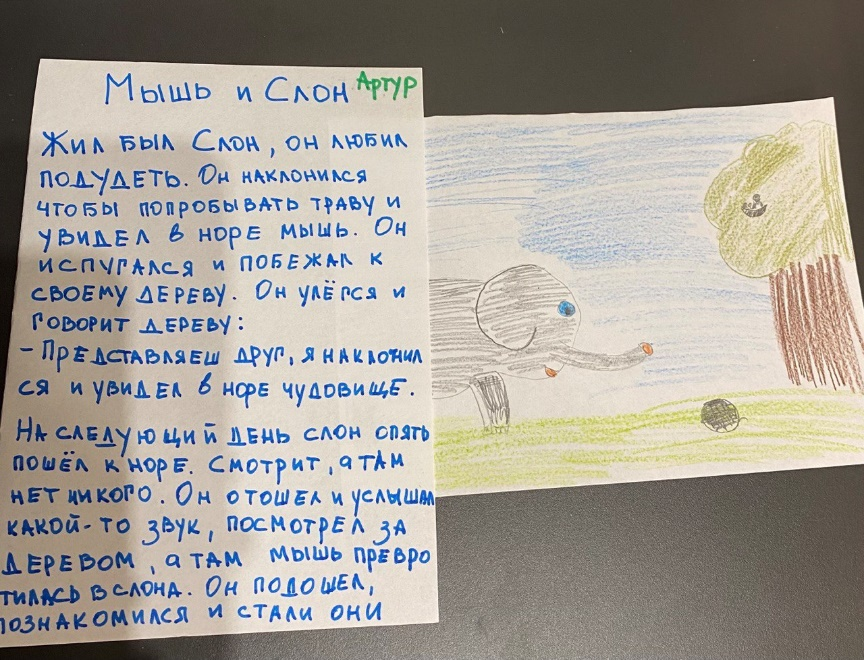 Мышь и Слон Артур
Жил был Слон, он любил
подудеть. Он наклонился
чтобы попробывать траву и
увидел в норе мышь. Он
испугался и побежал к
своему дереву. Он улёгся и
говорит дереву:
- Представляеш друг, я наклонил
ся и увидел в норе чудовище.
На следующий день слон опять
пошёл к норе. Смотрит, а там
нет никого. Он отошел и услышал
какой-то звук, посмотрел за
деревом, а там мышь превро
тилась в слона. Он подошел,
познакомился и стали они